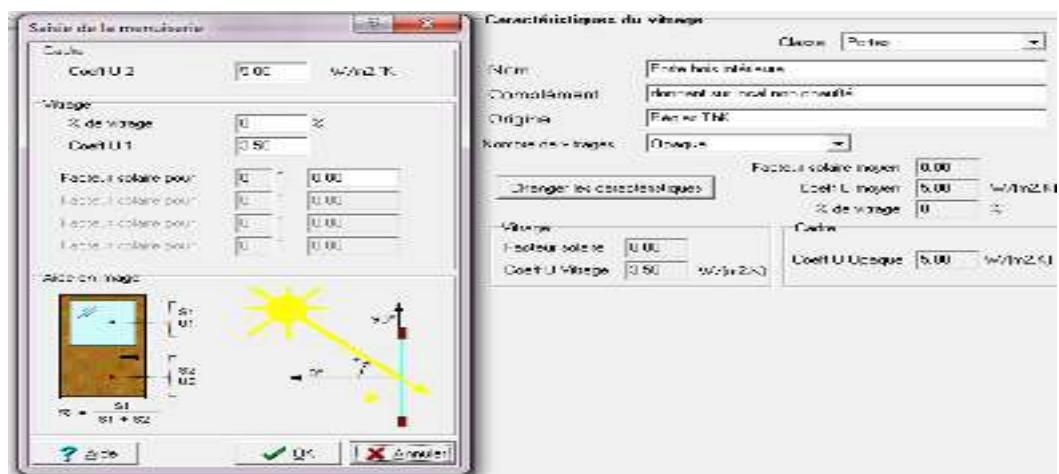 Saisie de la menuiserie
Cadre
Coeff U 2 5.00 W/m2.°K
Vitrage
% de vitrage 0 %
Coeff U 1 3.50
Facteur solaire pour 0 ° 0.00
Facteur solaire pour 0 ° 0.00
Facteur solaire pour 0 ° 0.00
Facteur solaire pour 0 ° 0.00
Aide en image
S1
U1
S2
U2
% = S1
S1 + S2
90°
0°
? Aide
OK
Annuler
Caractéristiques du vitrage
Classe Portes
Nom Porte bois intérieure
Complément donnant sur local non chauffé
Origine ThK
Nombre de vitrages Opaque
Facteur solaire moyen 0.00
Changer les caractéristiques
Coeff U moyen 5.00 W/(m2.K)
% de vitrage 0 %
Vitrage
Facteur solaire 0.00
Coeff U Vitrage 3.50 W/(m2.K)
Cadre
Coeff U Opaque 5.00 W/(m2.K)